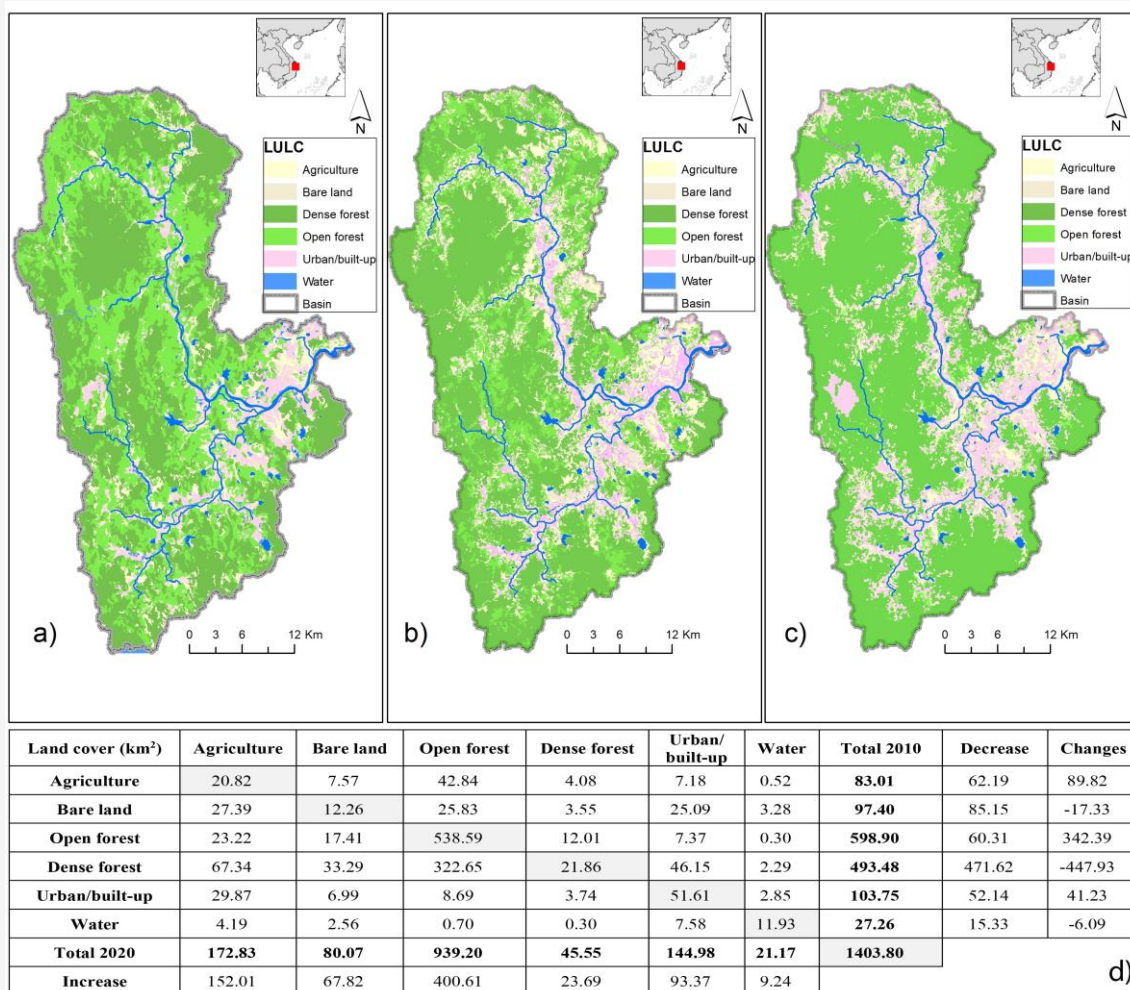 N
LULC
Agriculture
Bare land
Dense forest
Open forest
Urban/built-up
Water
Basin
a)
0 3 6 12 Km
N
LULC
Agriculture
Bare land
Dense forest
Open forest
Urban/built-up
Water
Basin
b)
0 3 6 12 Km
N
LULC
Agriculture
Bare land
Dense forest
Open forest
Urban/built-up
Water
Basin
c)
0 3 6 12 Km
Land cover (km²) Agriculture Bare land Open forest Dense forest Urban/ built-up Water Total 2010 Decrease Changes
Agriculture 20.82 7.57 42.84 4.08 7.18 0.52 83.01 62.19 89.82
Bare land 27.39 12.26 25.83 3.55 25.09 3.28 97.40 85.15 -17.33
Open forest 23.22 17.41 538.59 12.01 7.37 0.30 598.90 60.31 342.39
Dense forest 67.34 33.29 322.65 21.86 46.15 2.29 493.48 471.62 -447.93
Urban/built-up 29.87 6.99 8.69 3.74 51.61 2.85 103.75 52.14 41.23
Water 4.19 2.56 0.70 0.30 7.58 11.93 27.26 15.33 -6.09
Total 2020 172.83 80.07 939.20 45.55 144.98 21.17 1403.80
Increase 152.01 67.82 400.61 23.69 93.37 9.24
d)